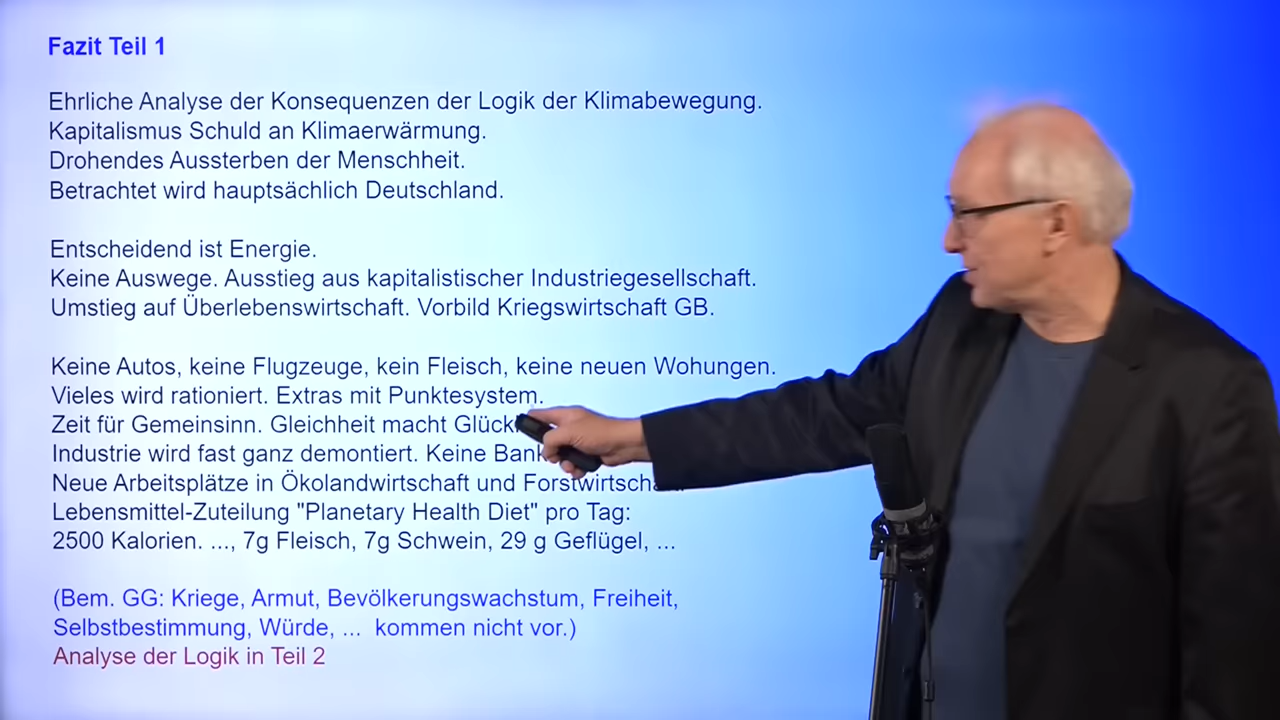 Fazit Teil 1
Ehrliche Analyse der Konsequenzen der Logik der Klimabewegung.
Kapitalismus Schuld an Klimaerwärmung.
Drohendes Aussterben der Menschheit.
Betrachtet wird hauptsächlich Deutschland.
Entscheidend ist Energie.
Keine Auswege. Ausstieg aus kapitalistischer Industriegesellschaft.
Umstieg auf Überlebenswirtschaft. Vorbild Kriegswirtschaft GB.
Keine Autos, keine Flugzeuge, kein Fleisch, keine neuen Wohungen.
Vieles wird rationiert. Extras mit Punktesystem.
Zeit für Gemeinsinn. Gleichheit macht
Industrie wird fast ganz demontiert. Keine
Neue Arbeitsplätze in Ökolandwirtschaft und
Lebensmittel-Zuteilung "Planetary Health Diet" pro Tag:
2500 Kalorien. ..., 7g Fleisch, 7g Schwein, 29 g Geflügel, ...
(Bem. GG: Kriege, Armut, Bevölkerungswachstum, Freiheit,
Selbstbestimmung, Würde, ... kommen nicht vor.)
Analyse der Logik in Teil 2